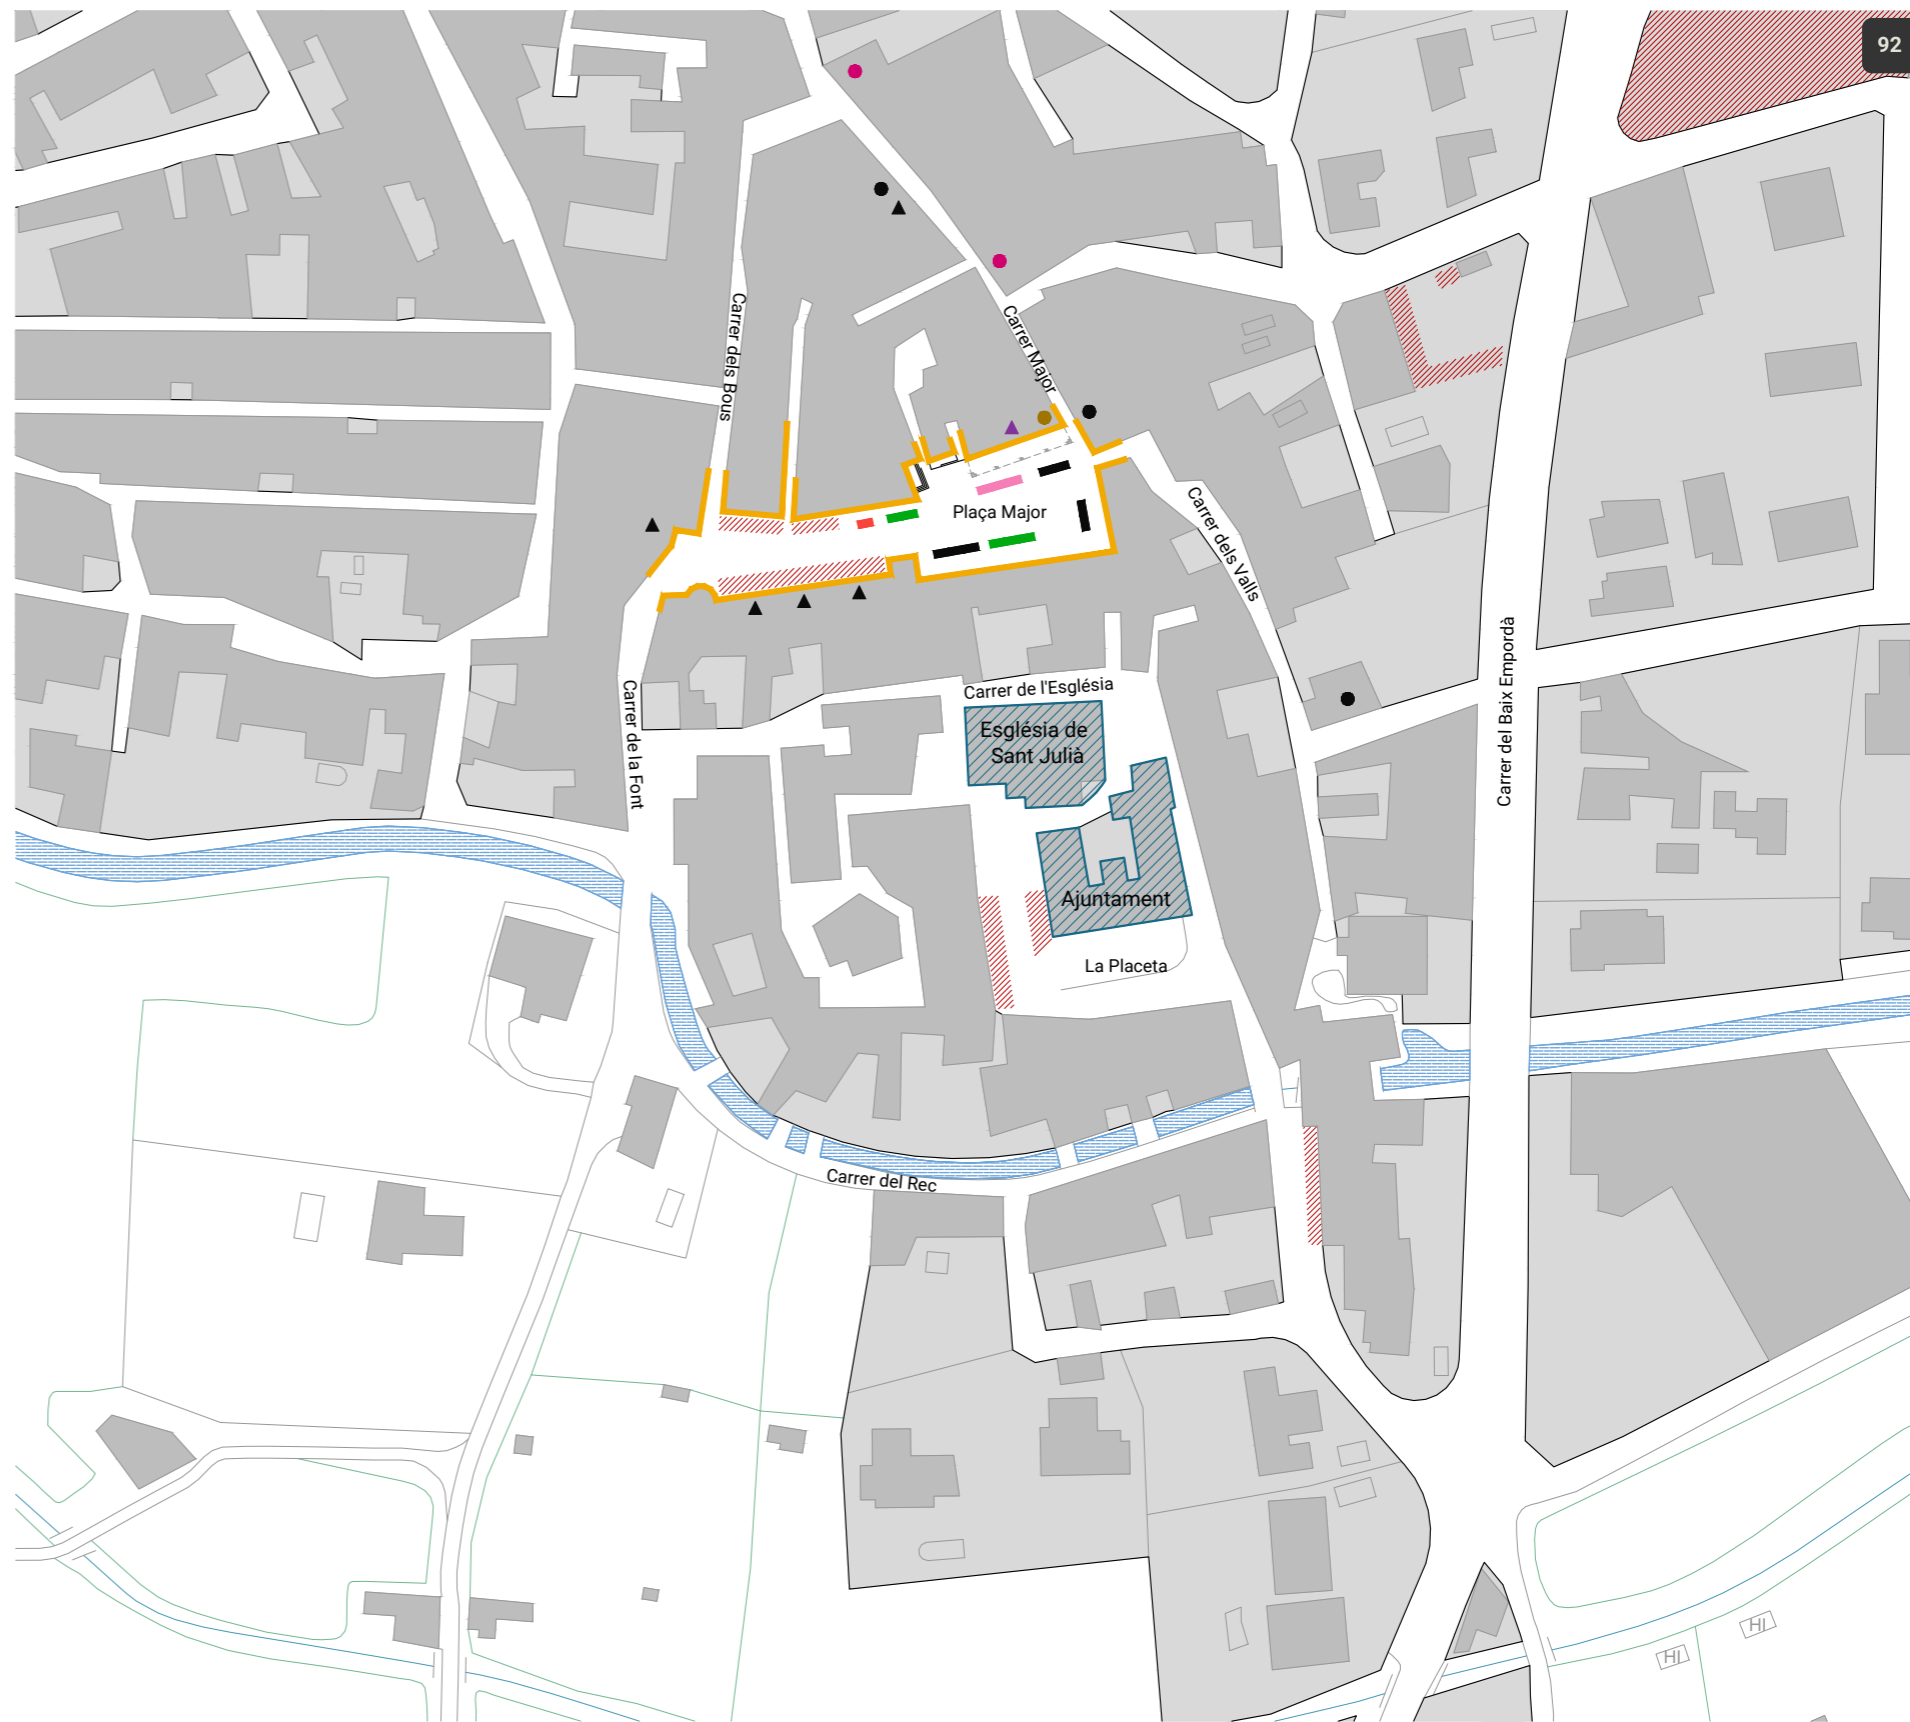 92
Carrer dels Bous
Carrer Major
Plaça Major
Carrer dels Valls
Carrer del Baix Empordà
Carrer de la Font
Carrer de l'Església
Església de
Sant Julià
Ajuntament
La Placeta
Carrer del Rec
HI
HI